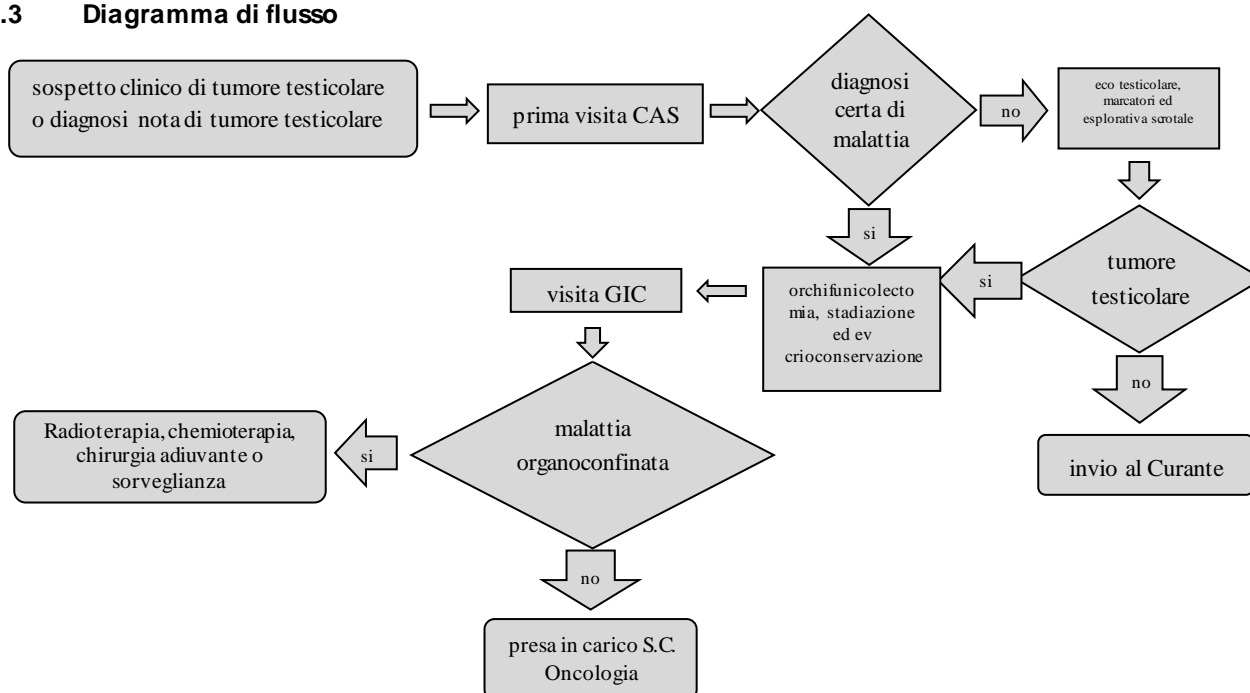 .3 Diagramma di flusso
sospetto clinico di tumore testicolare
o diagnosi nota di tumore testicolare
prima visita CAS
diagnosi
certa di
malattia
no
eco testicolare,
marcatori ed
esplorativa scrotale
si
tumore
testicolare
si
no
invio al Curante
orchifunicolecto
mia, stadiazione
ed ev
crioconservazione
visita GIC
malattia
organoconfinata
si
Radioterapia, chemioterapia,
chirurgia adiuvante o
sorveglianza
no
presa in carico S.C.
Oncologia